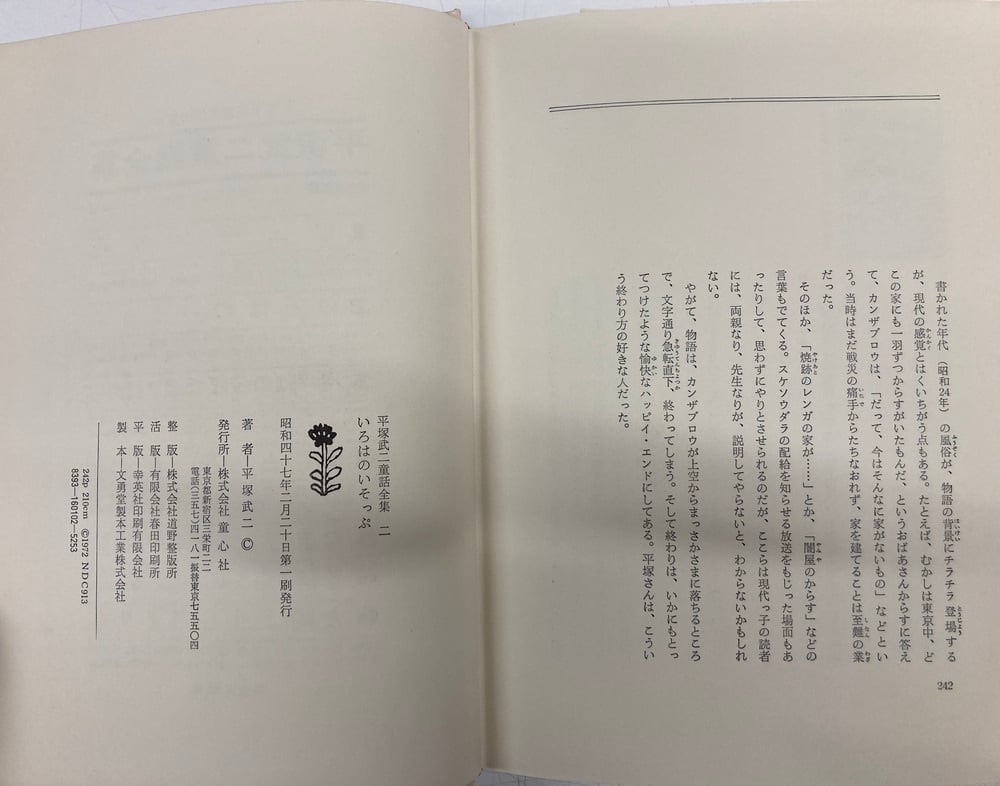 書かれた年代（昭和24年）の風俗が、物語の背景にチラチラ登場する
が、現代の感覚とはくいちがう点もある。たとえば、むかしは東京中、ど
この家にも一羽ずつからすがいたもんだ、というおばあさんからすに答え
て、カンザブロウは、「だって、今はそんなに家がないもの」などとい
う。当時はまだ戦災の痛手からたちなおれず、家を建てることは至難の業
だった。
そのほか、「焼跡のレンガの家が……」とか、「闇屋のからす」などの
言葉もでてくる。スケソウダラの配給を知らせる放送をもじった場面もあ
ったりして、思わずにやりとさせられるのだが、ここらは現代っ子の読者
には、両親なり、先生なりが、説明してやらないと、わからないかもしれ
ない。
やがて、物語は、カンザブロウが上空からまっさかさまに落ちるところ
で、文字通り急転直下、終わってしまう。そして終わりは、いかにもとっ
てつけたような愉快なハッピイ・エンドにしてある。平塚さんは、こうい
う終わり方の好きな人だった。
242
平塚武二童話全集 二
いろはのいそっぷ
昭和四十七年二月二十日第一刷発行
著 者―平 塚 武 二 ©
発行所―株式会社 童 心 社
東京都新宿区三栄町二二
電話(三五七)四一八一振替東京七五五〇四
整 版―株式会社道野整版所
活 版―有限会社春田印刷所
平 版―幸英社印刷有限会社
製 本―文勇堂製本工業株式会社
242p 210cm ©1972 NDC913
8393―160102―5253